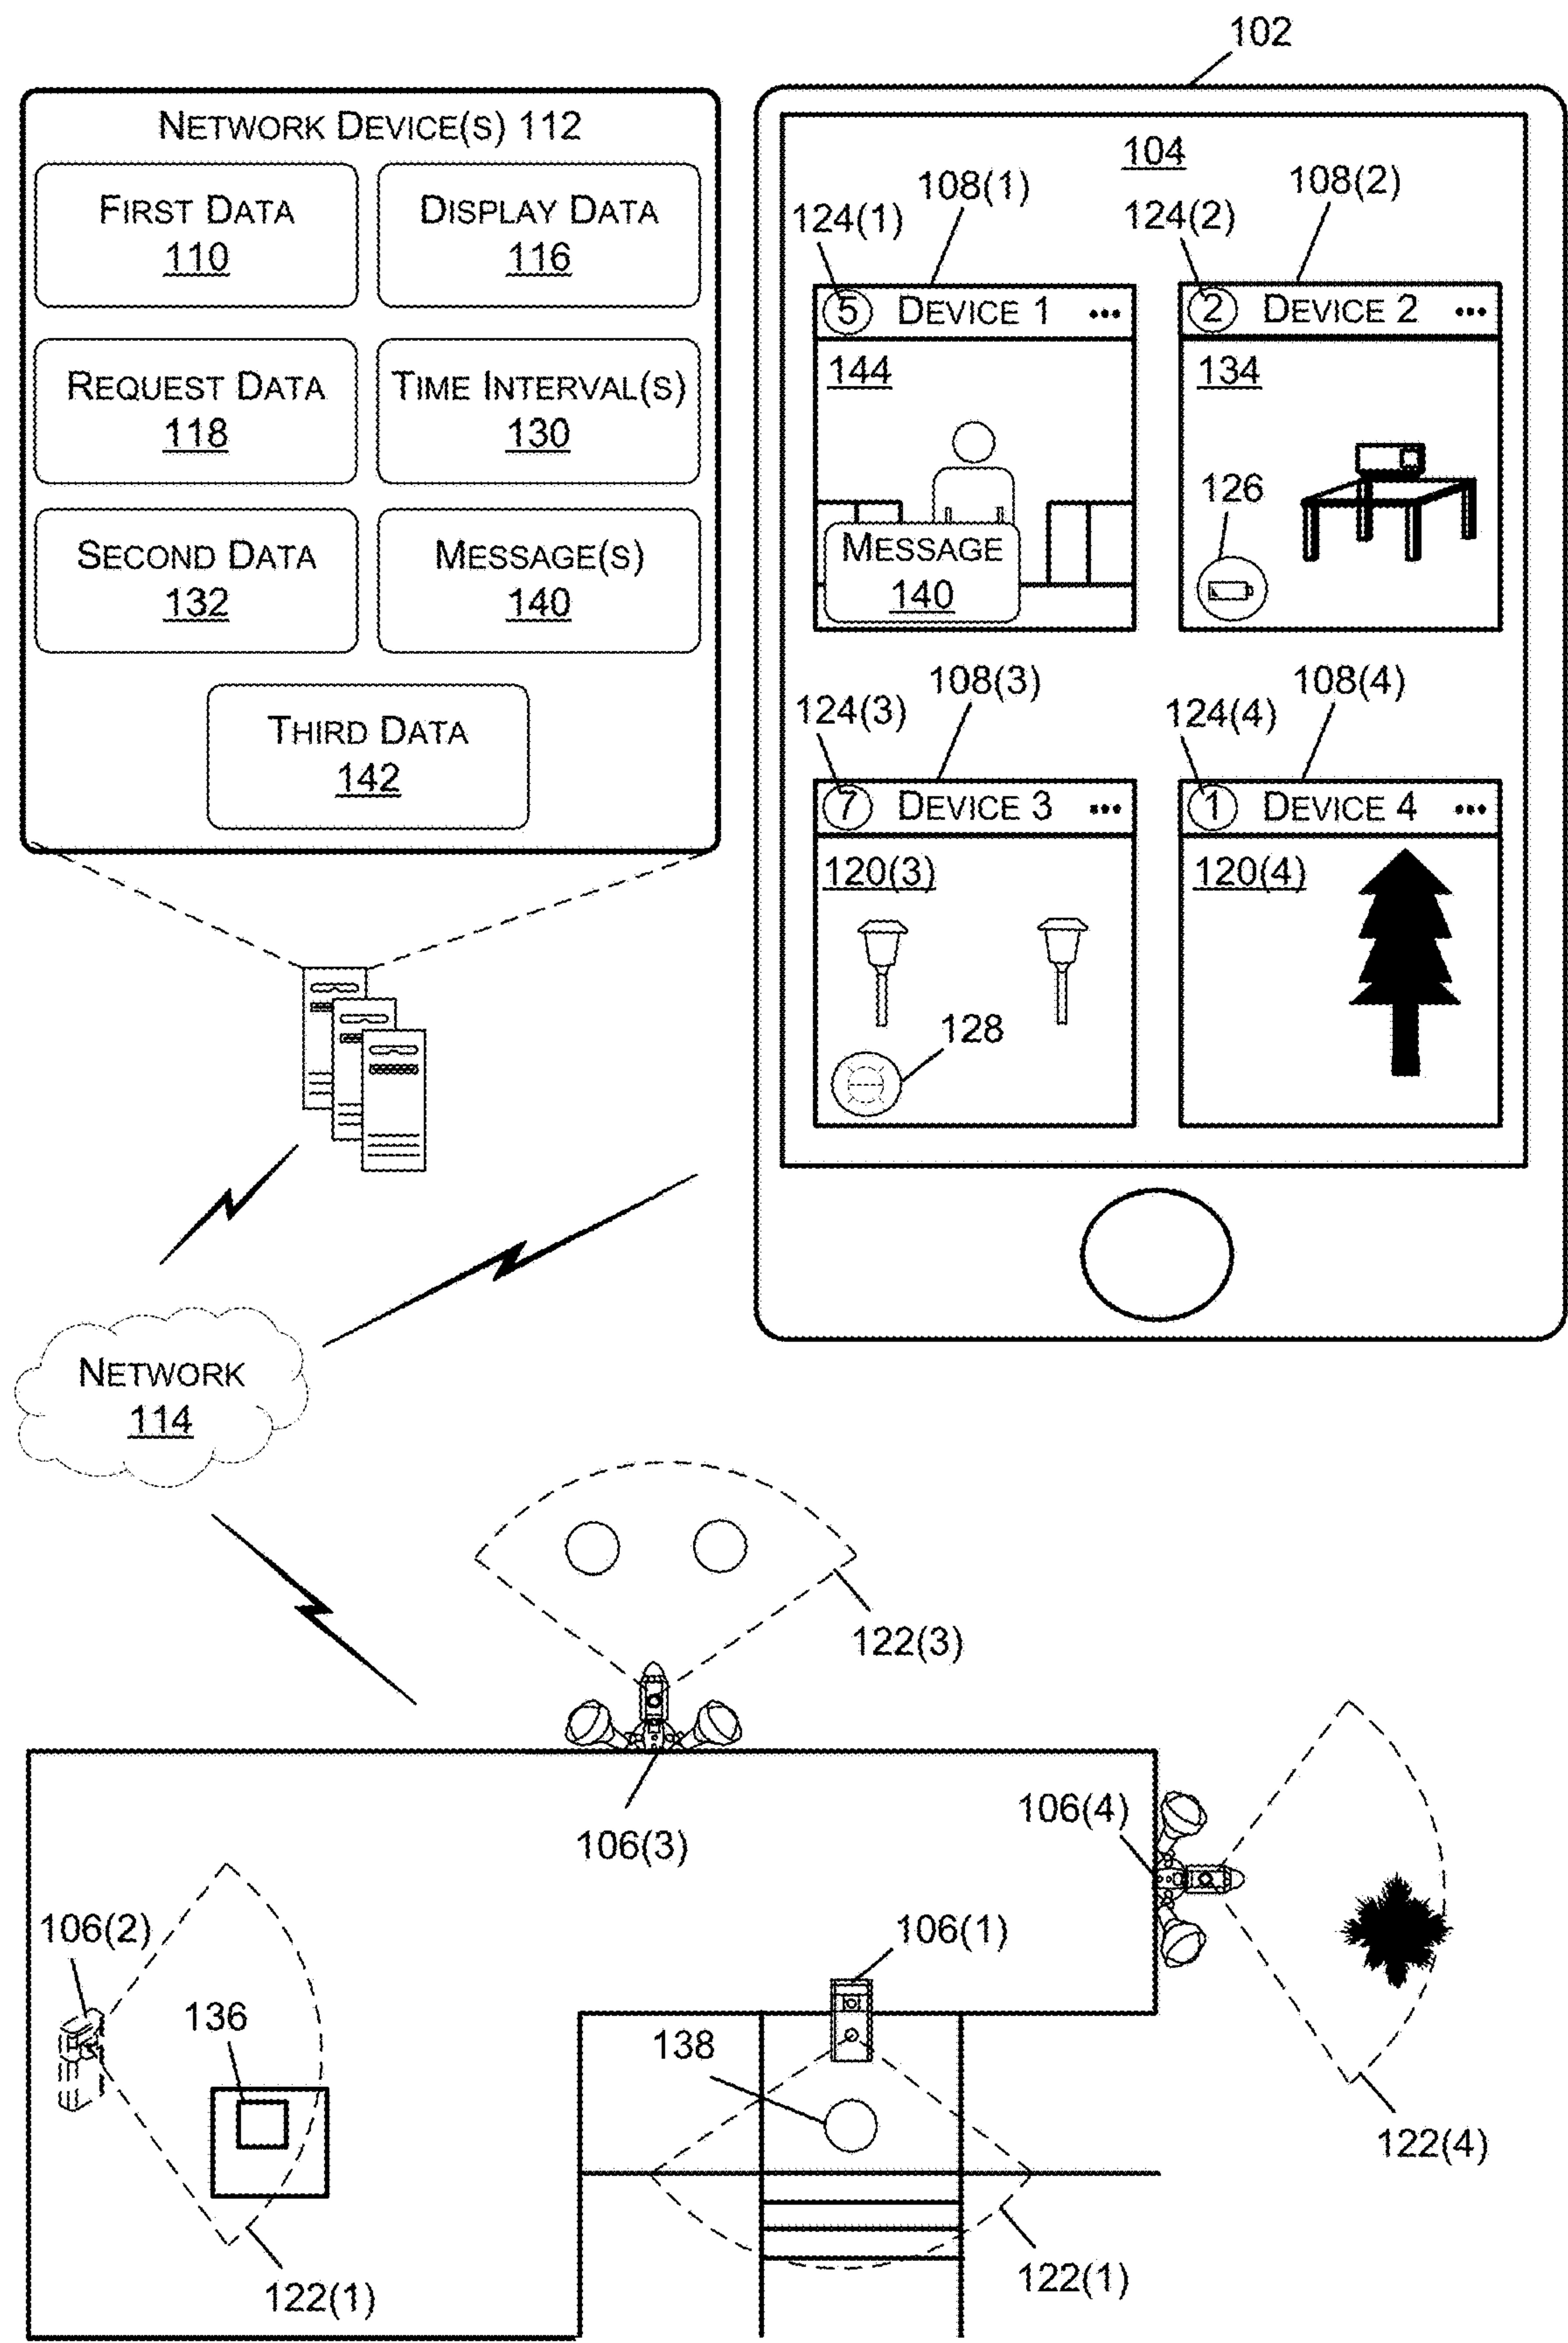 102
NETWORK DEVICE(S) 112
FIRST DATA
110
DISPLAY DATA
116
REQUEST DATA
118
TIME INTERVAL(S)
130
SECOND DATA
132
MESSAGE(S)
140
THIRD DATA
142
104
124(1)
108(1)
124(2)
108(2)
5 DEVICE 1 •••
2 DEVICE 2 •••
144
134
126
MESSAGE
140
124(3)
108(3)
124(4)
108(4)
7 DEVICE 3 •••
1 DEVICE 4 •••
120(3)
120(4)
128
NETWORK
114
122(3)
106(3)
106(4)
106(2)
106(1)
136
138
122(4)
122(1)
122(1)